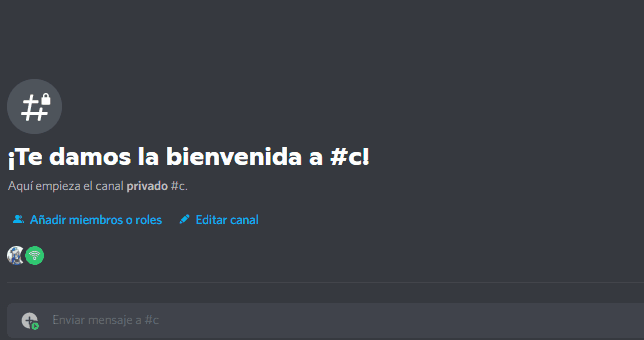 ¡Te damos la bienvenida a #c!
Aquí empieza el canal privado #c.
Añadir miembros o roles Editar canal
Enviar mensaje a #c